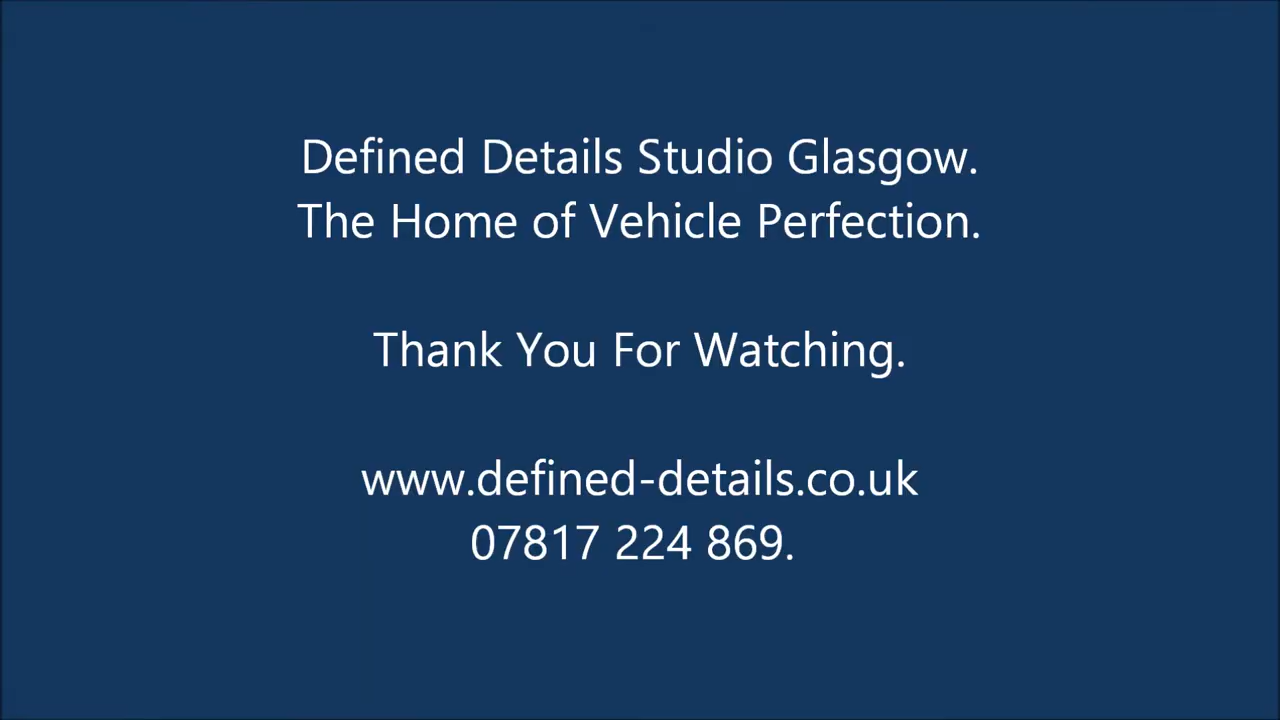 Defined Details Studio Glasgow.
The Home of Vehicle Perfection.
Thank You For Watching.
www.defined-details.co.uk
07817 224 869.